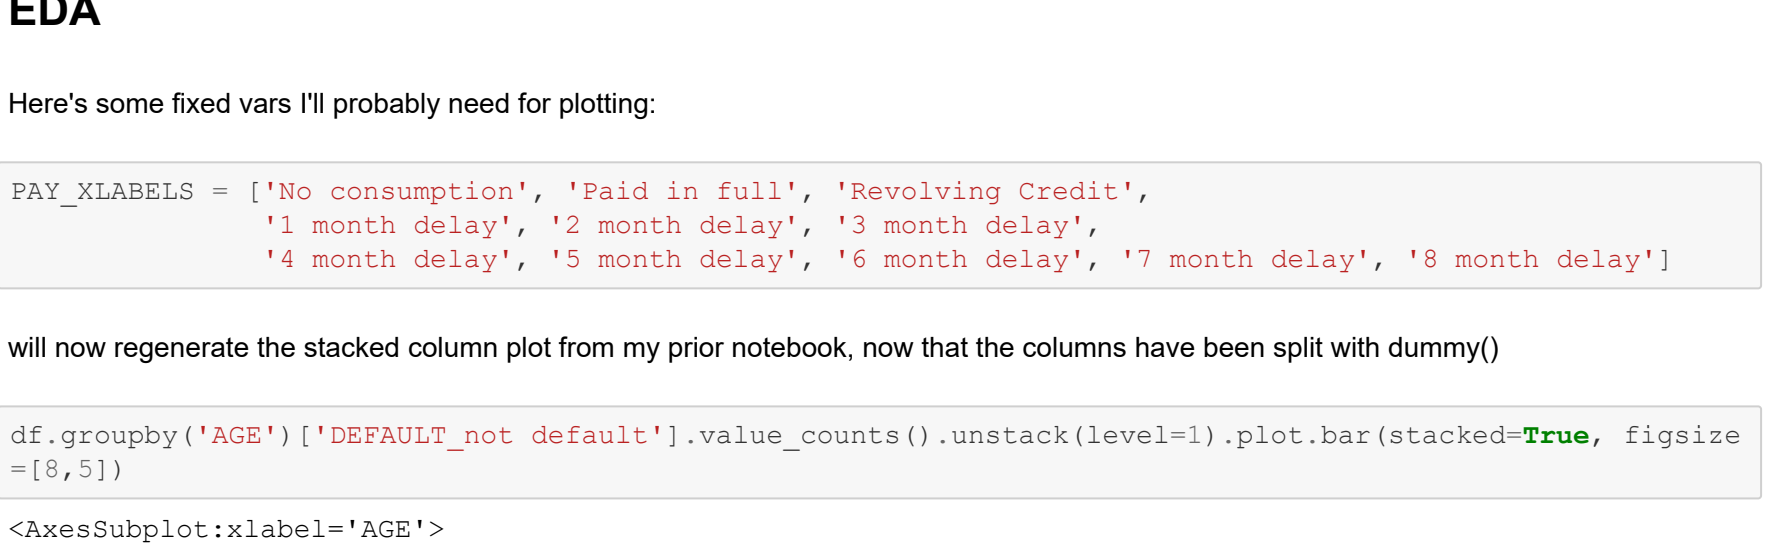 EDA
Here's some fixed vars I'll probably need for plotting:
PAY_XLABELS = ['No consumption', 'Paid in full', 'Revolving Credit',
'1 month delay', '2 month delay', '3 month delay',
'4 month delay', '5 month delay', '6 month delay', '7 month delay', '8 month delay']
will now regenerate the stacked column plot from my prior notebook, now that the columns have been split with dummy()
df.groupby('AGE')['DEFAULT_not default'].value_counts().unstack(level=1).plot.bar(stacked=True, figsize
=[8,5])
<AxesSubplot:xlabel='AGE'>